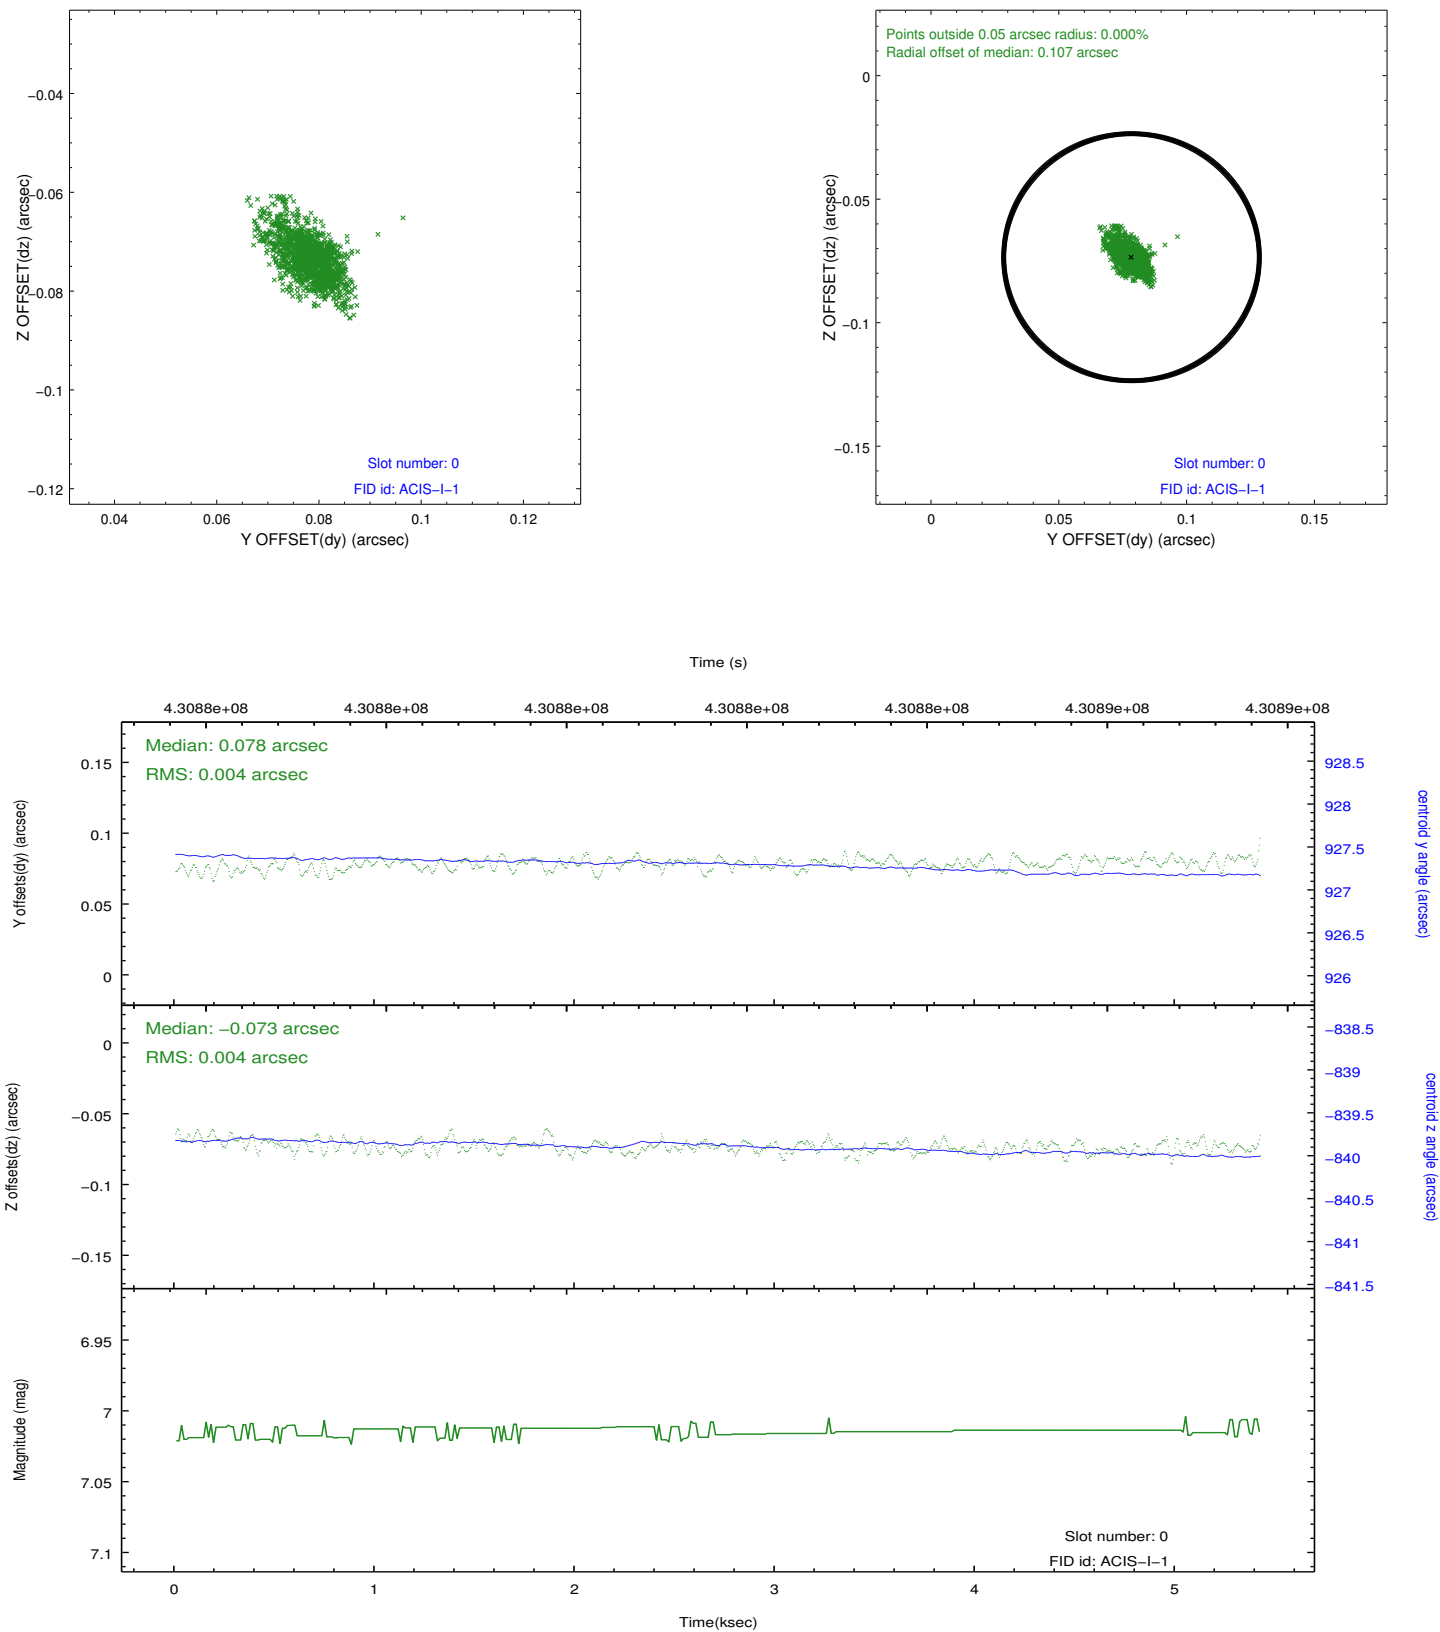 −0.04
−0.06
−0.08
−0.1
−0.12
Z OFFSET(dz) (arcsec)
Slot number: 0
FID id: ACIS−I−1
0.04
0.06
0.08
0.1
0.12
Y OFFSET(dy) (arcsec)
Points outside 0.05 arcsec radius: 0.000%
Radial offset of median: 0.107 arcsec
0
−0.05
−0.1
−0.15
Z OFFSET(dz) (arcsec)
Slot number: 0
FID id: ACIS−I−1
0
0.05
0.1
0.15
Y OFFSET(dy) (arcsec)
Time (s)
4.3088e+08
4.3088e+08
4.3088e+08
4.3088e+08
4.3088e+08
4.3089e+08
4.3089e+08
Median: 0.078 arcsec
RMS: 0.004 arcsec
0.15
0.1
0.05
0
Y offsets(dy) (arcsec)
928.5
928
927.5
927
926.5
926
centroid y angle (arcsec)
Median: −0.073 arcsec
RMS: 0.004 arcsec
0
−0.05
−0.1
−0.15
Z offsets(dz) (arcsec)
−838.5
−839
−839.5
−840
−840.5
−841
−841.5
centroid z angle (arcsec)
6.95
7
7.05
7.1
Magnitude (mag)
Slot number: 0
FID id: ACIS−I−1
0
1
2
3
4
5
Time(ksec)